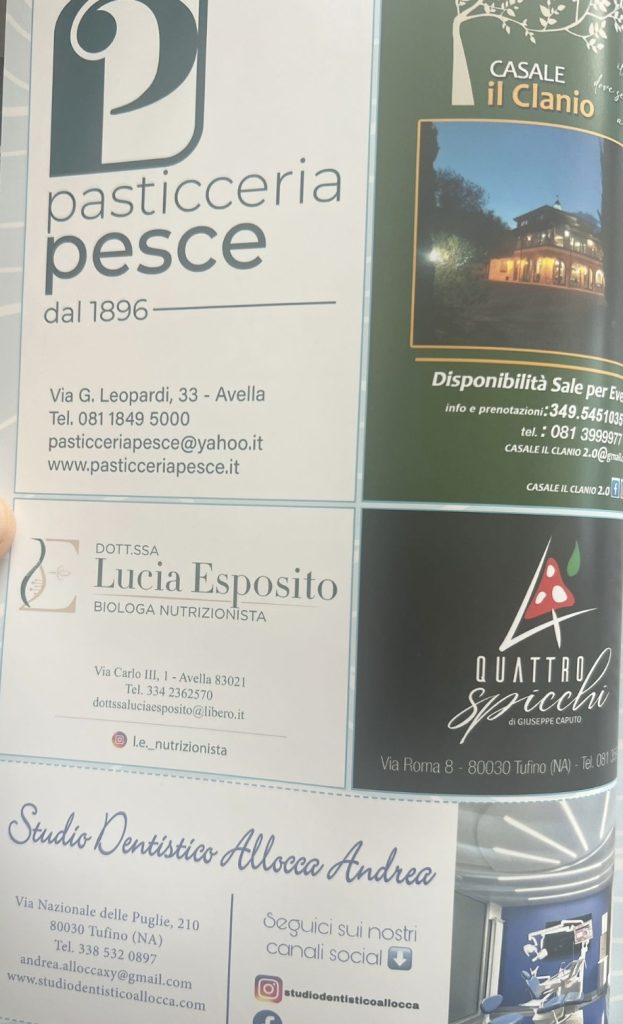 pasticceria
pesce
dal 1896
Via G. Leopardi, 33 - Avella
Tel. 081 1849 5000
pasticceriapesce@yahoo.it
www.pasticceriapesce.it
CASALE
il Clanio
Disponibilità Sale per Eve
info e prenotazioni:349.5451035
tel. : 081 3999977
CASALE IL CLANIO 2.0@gmail
CASALE IL CLANIO 2.0
DOTT.SSA
Lucia Esposito
BIOLOGA NUTRIZIONISTA
Via Carlo III, 1 - Avella 83021
Tel. 334 2362570
dottssaluciaesposito@libero.it
l.e._nutrizionista
QUATTRO
spicchi
di GIUSEPPE CAPUTO
Via Roma 8 - 80030 Tufino (NA) - Tel. 081
Studio Dentistico Allocca Andrea
Via Nazionale delle Puglie, 210
80030 Tufino (NA)
Tel. 338 532 0897
andrea.alloccaxy@gmail.com
www.studiodentisticoallocca.com
Seguici sui nostri
canali social
studiodentisticoallocca